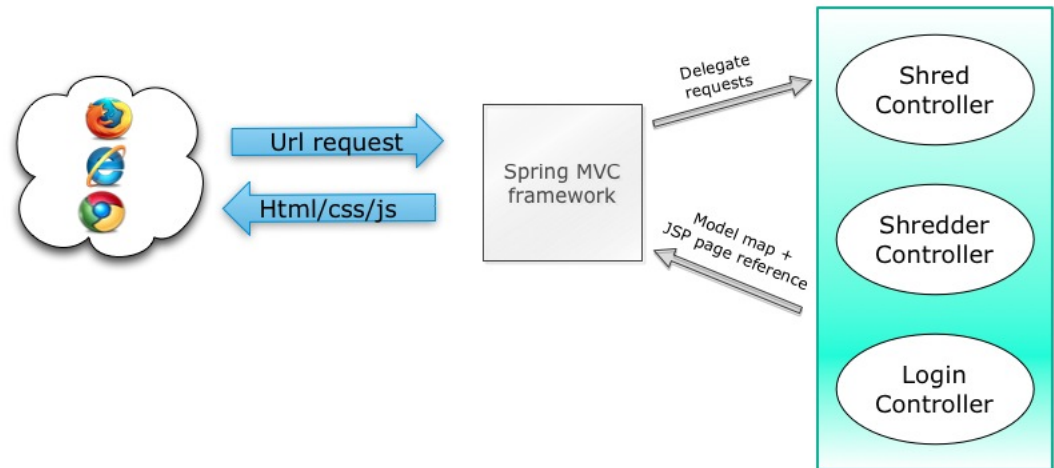 Url request
Html/css/js
Spring MVC
framework
Delegate
requests
Model map +
JSP page reference
Shred
Controller
Shredder
Controller
Login
Controller